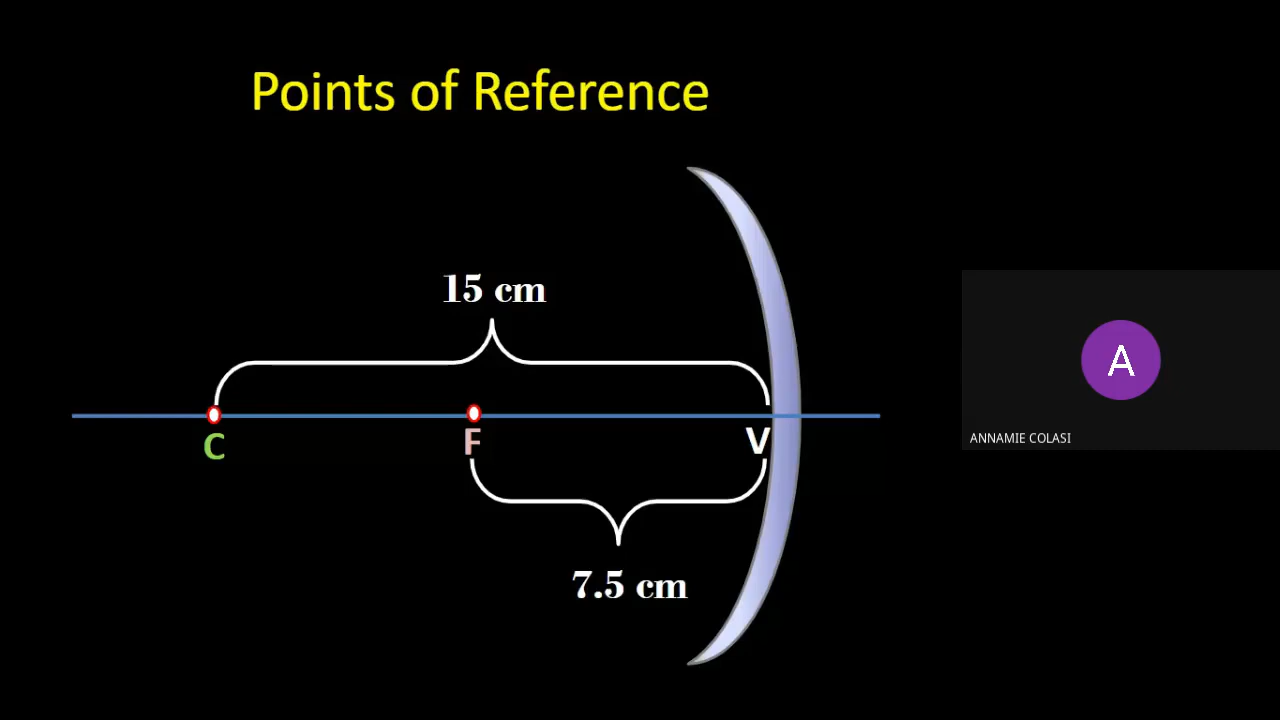 Points of Reference
15 cm
C
F
V
7.5 cm
A
ANNAMIE COLASI